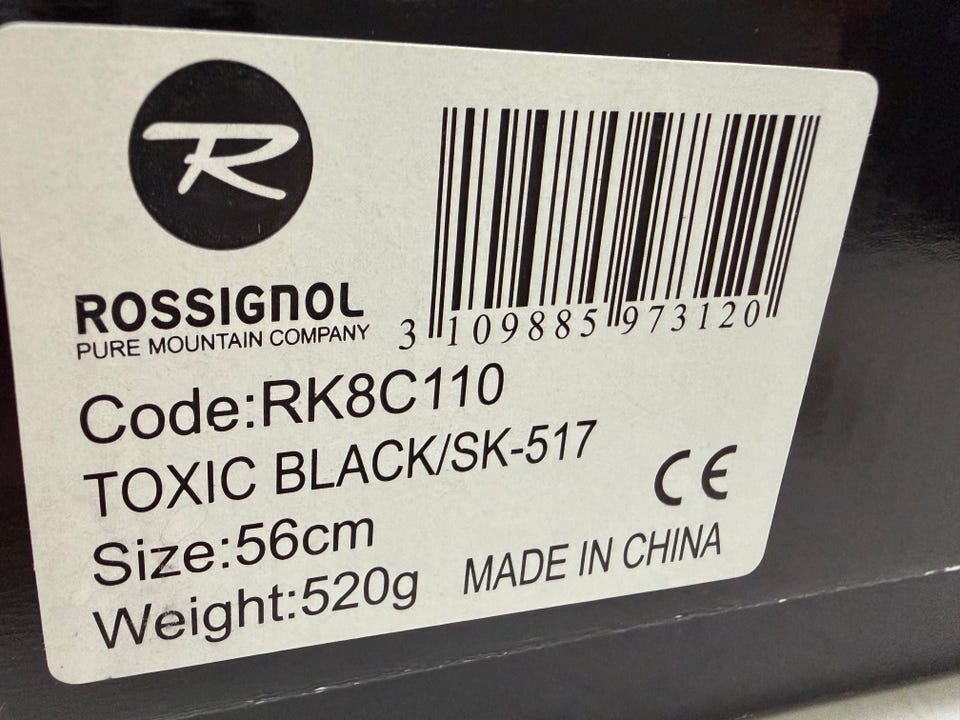 R
ROSSIGNOL
PURE MOUNTAIN COMPANY
3 109885 973120
Code:RK8C110
TOXIC BLACK/SK-517
Size:56cm
Weight:520g
CE
MADE IN CHINA